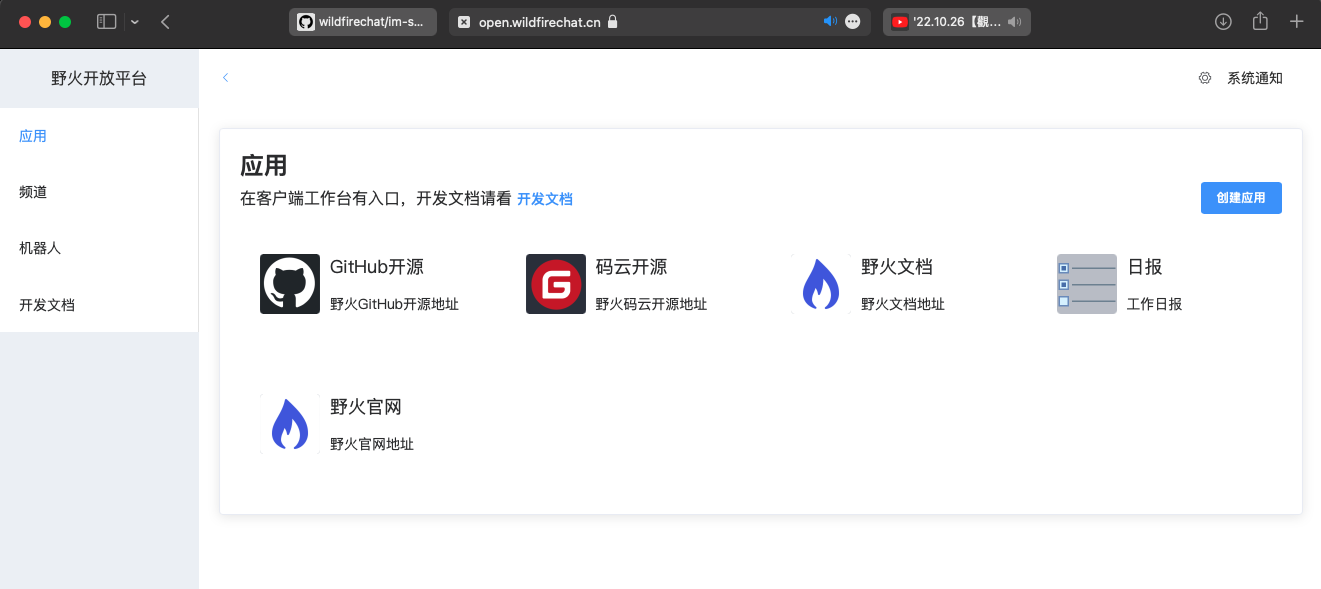 wildfirechat/im-s...
open.wildfirechat.cn
'22.10.26【觀...
野火开放平台
系统通知
应用
频道
机器人
开发文档
应用
在客户端工作台有入口，开发文档请看 开发文档
创建应用
GitHub开源
野火GitHub开源地址
码云开源
野火码云开源地址
野火文档
野火文档地址
日报
工作日报
野火官网
野火官网地址